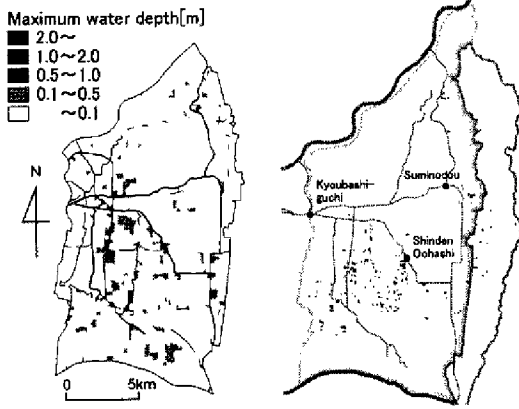 Maximum water depth[m]
2.0～
1.0～2.0
0.5～1.0
0.1～0.5
～0.1
N
0
5km
Kyoubashi
guchi
Suminodou
Shinden
Oohashi